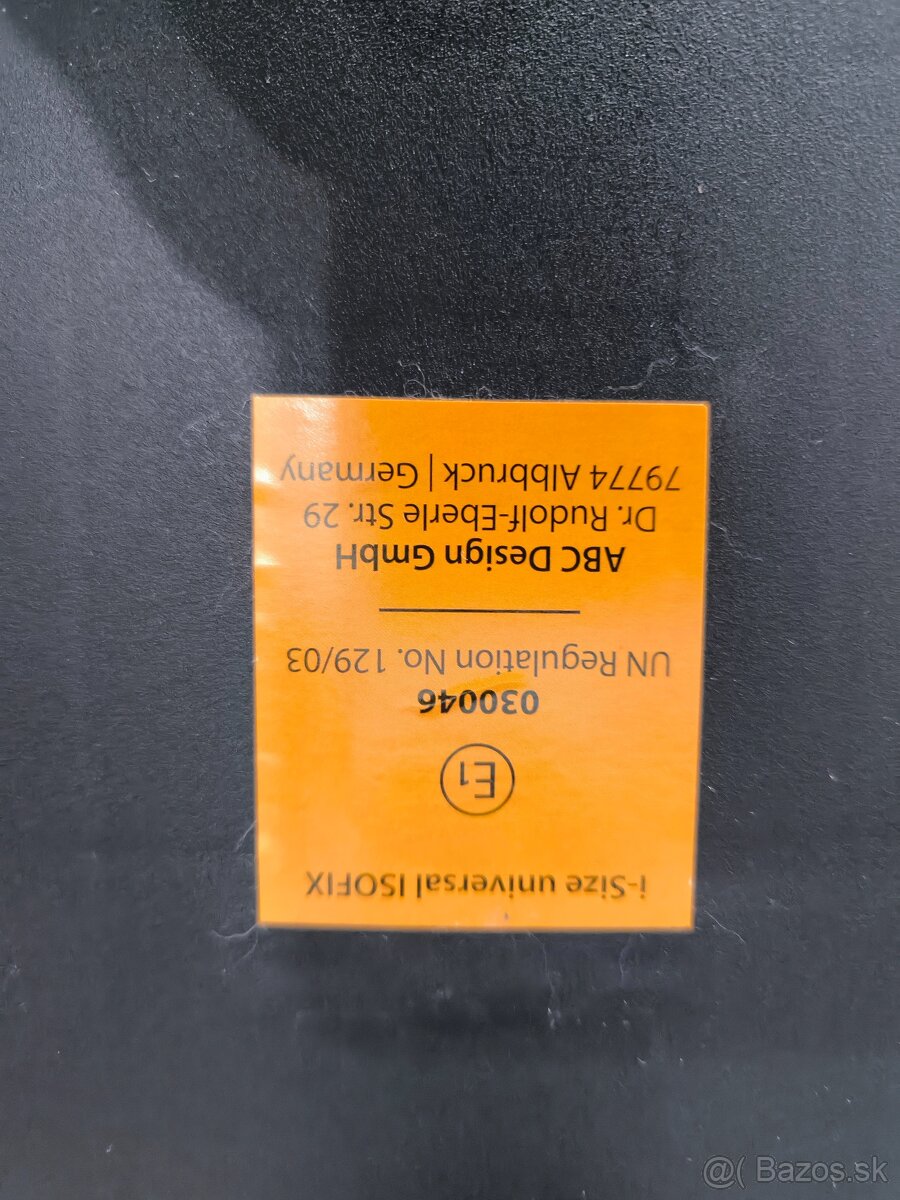 i-Size universal ISOFIX
E1
030046
UN Regulation No. 129/03
ABC Design GmbH
Dr. Rudolf-Eberle Str. 29
79774 Albbruck | Germany
@( Bazos.sk